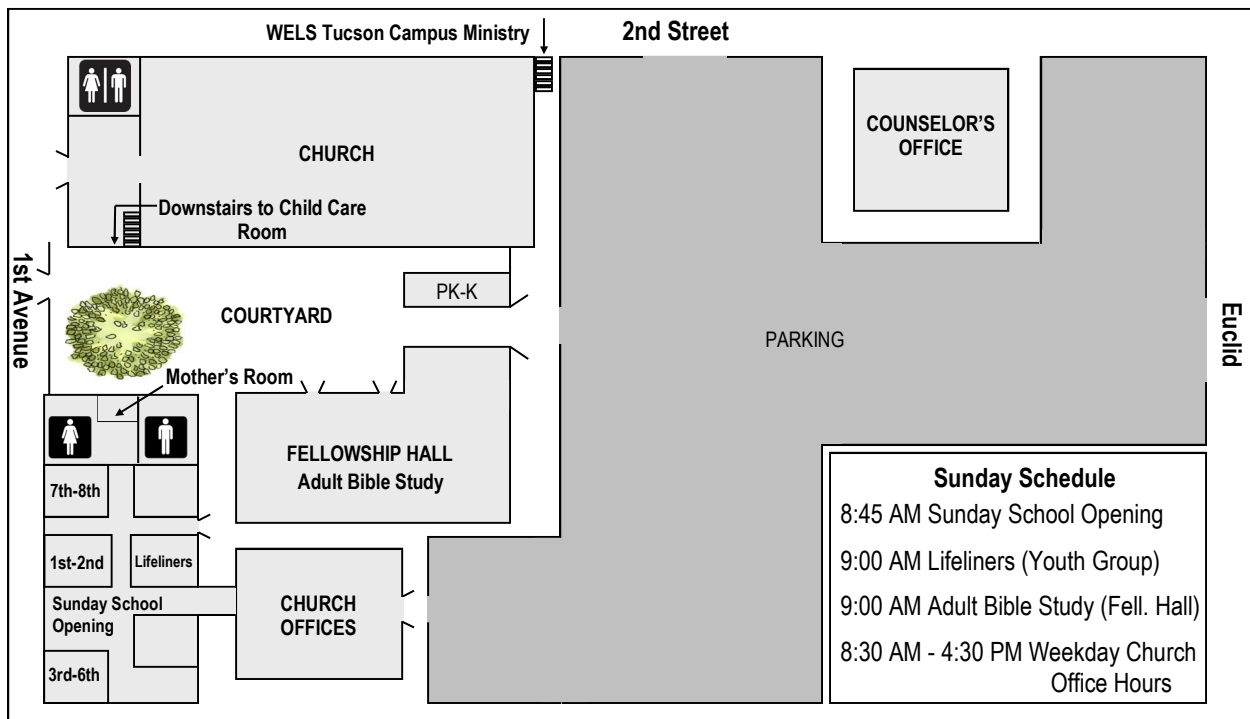 WELS Tucson Campus Ministry
2nd Street
CHURCH
COUNSELOR'S
OFFICE
Downstairs to Child Care
Room
1st Avenue
PK-K
COURTYARD
PARKING
Euclid
Mother's Room
FELLOWSHIP HALL
Adult Bible Study
7th-8th
1st-2nd
Lifeliners
Sunday School
Opening
CHURCH
OFFICES
3rd-6th
Sunday Schedule
8:45 AM Sunday School Opening
9:00 AM Lifeliners (Youth Group)
9:00 AM Adult Bible Study (Fell. Hall)
8:30 AM - 4:30 PM Weekday Church
Office Hours